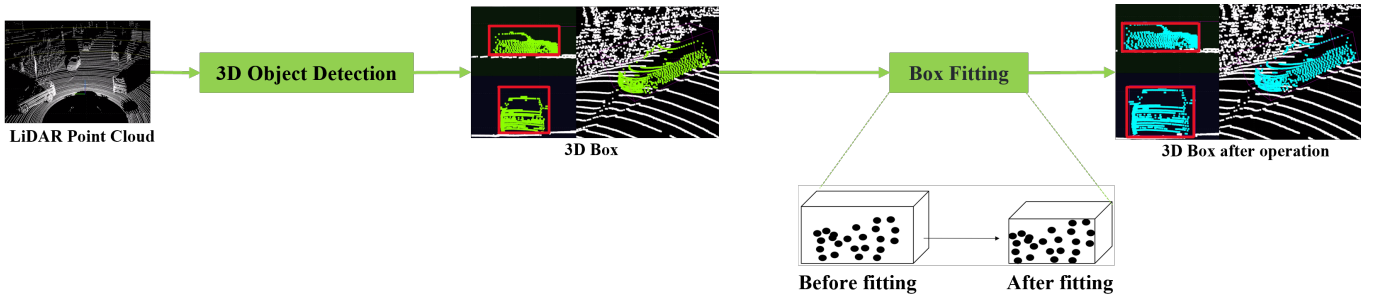 LiDAR Point Cloud
3D Object Detection
3D Box
Box Fitting
3D Box after operation
Before fitting
After fitting